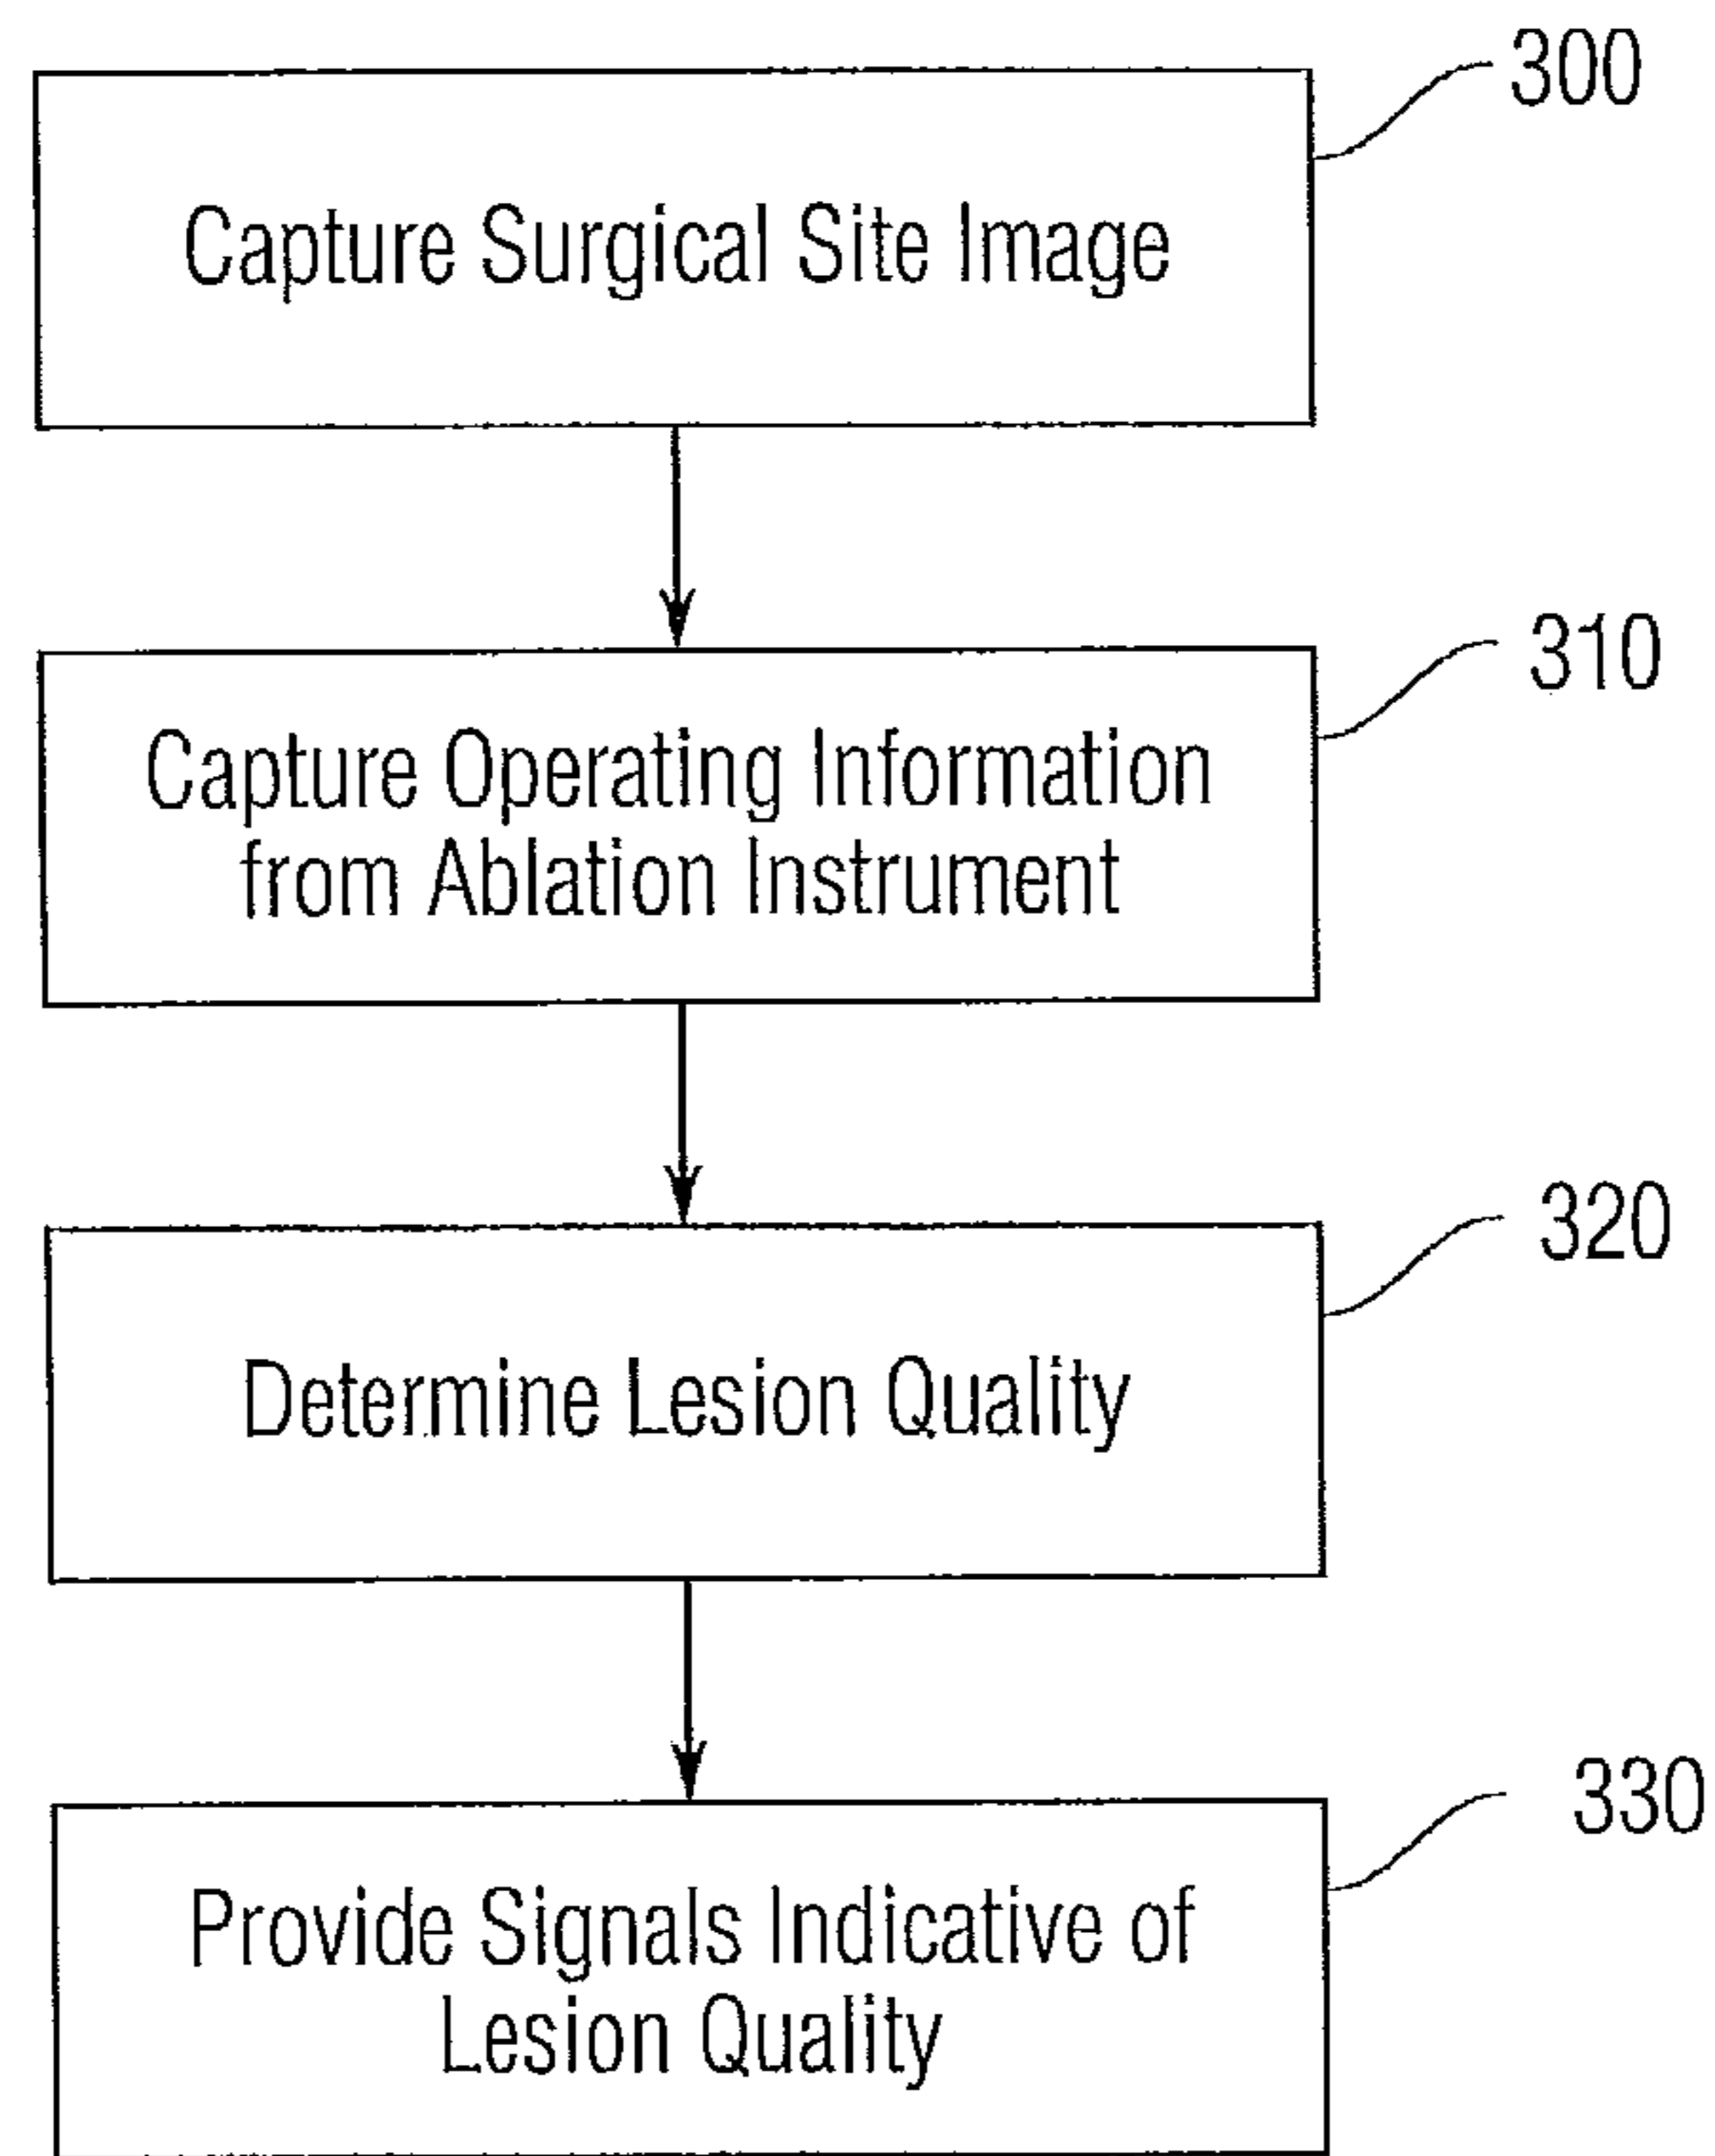 300
Capture Surgical Site Image
310
Capture Operating Information
from Ablation Instrument
320
Determine Lesion Quality
330
Provide Signals Indicative of
Lesion Quality